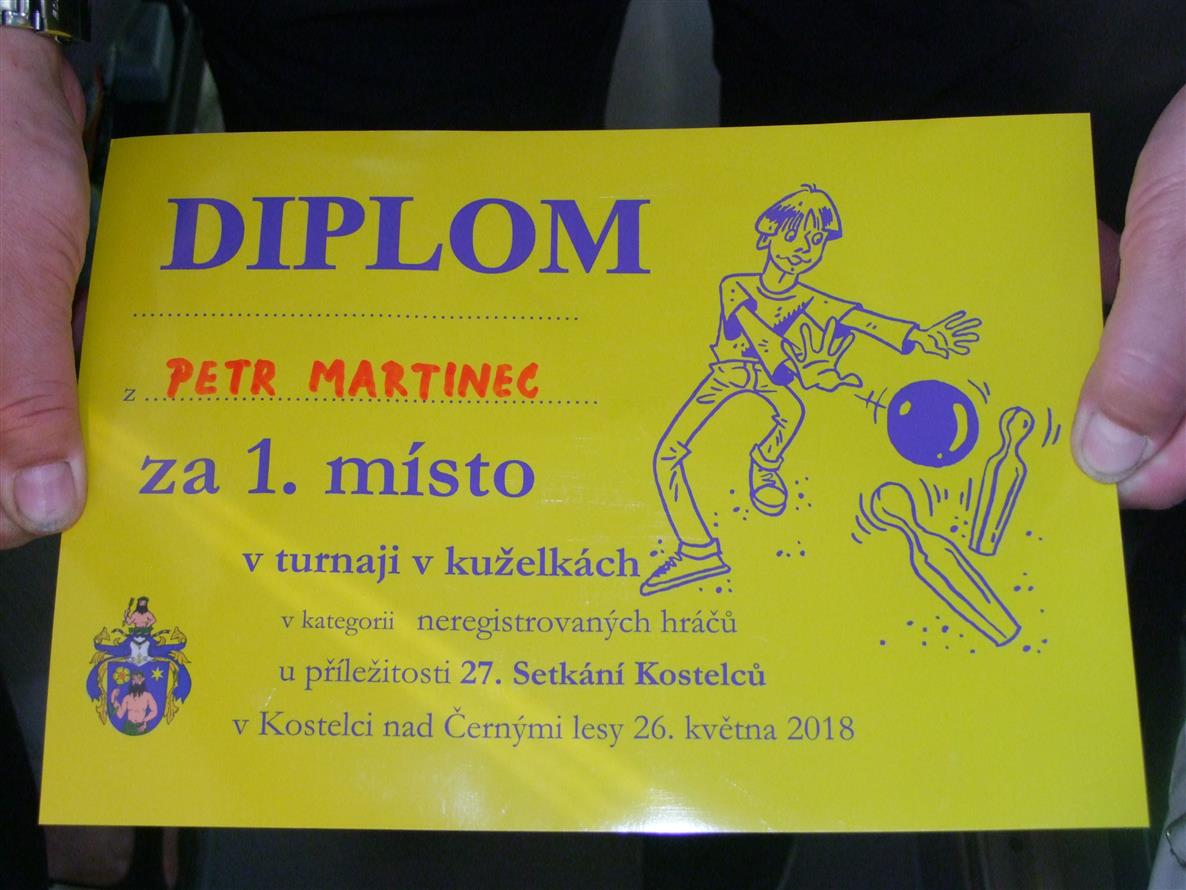 DIPLOM
z PETR MARTINEC
za 1. místo
v turnaji v kuželkách
v kategorii neregistrovaných hráčů
u příležitosti 27. Setkání Kostelců
v Kostelci nad Černými lesy 26. května 2018